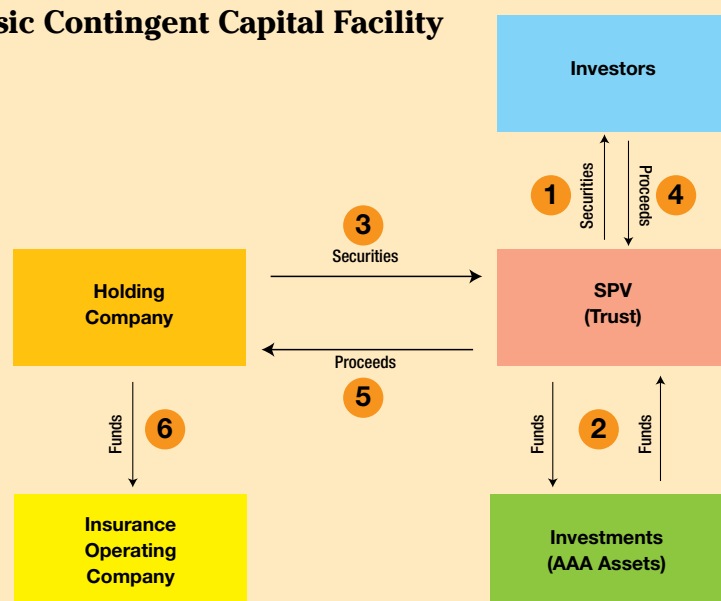 sic Contingent Capital Facility
Investors
1
Securities
Proceeds
4
3
Securities
Holding
Company
SPV
(Trust)
Proceeds
5
Funds
6
Funds
2
Funds
Insurance
Operating
Company
Investments
(AAA Assets)